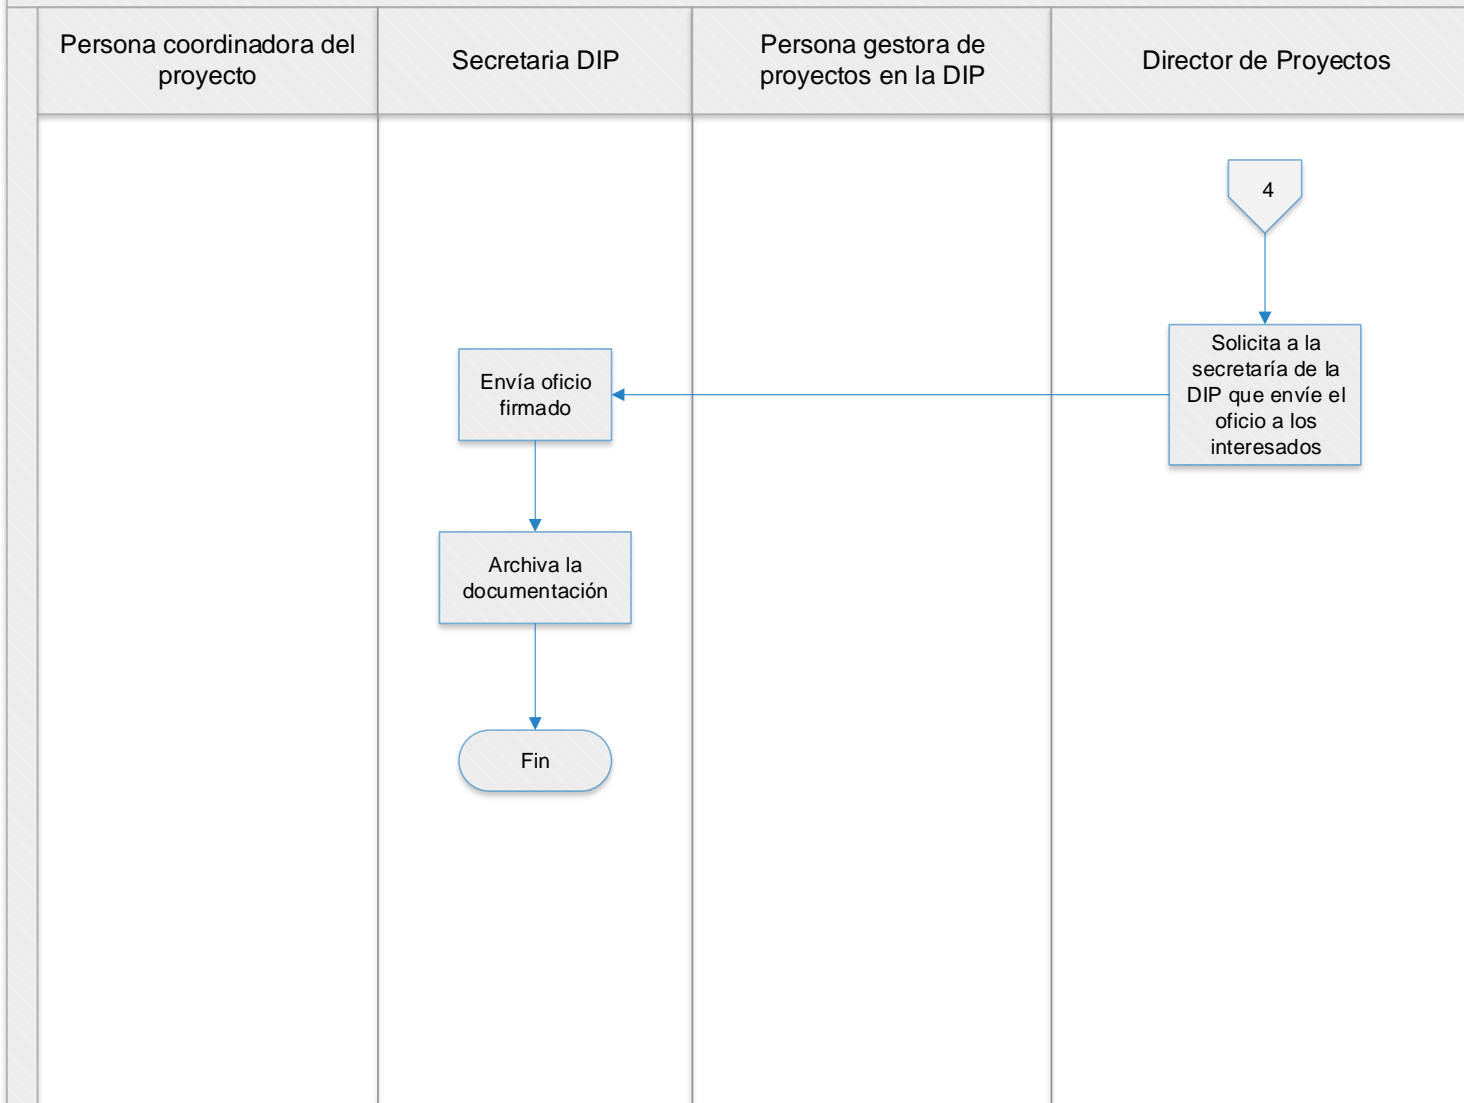 Persona coordinadora del
proyecto
Secretaria DIP
Persona gestora de
proyectos en la DIP
Director de Proyectos
4
Solicita a la
secretaría de la
DIP que envíe el
oficio a los
interesados
Envía oficio
firmado
Archiva la
documentación
Fin